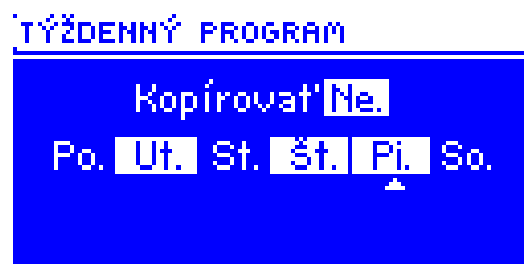 TÝŽDENNÝ PROGRAM
Kopírovať Ne.
Po. Ut. St. Št. Pi. So.